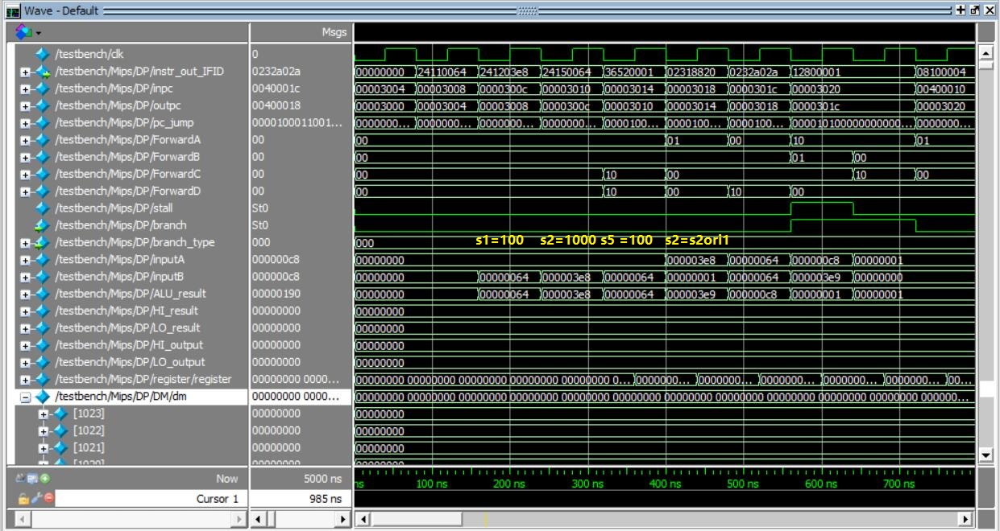 Wave - Default
Msgs
/testbench/clk 0
/testbench/Mips/DP/instr_out_IFID 0232a02a 00000000 24110064 241203e8 24150064 36520001 02318820 0232a02a 12800001 08100004
/testbench/Mips/DP/inpc 0040001c 00003004 00003008 0000300c 00003010 00003014 00003018 0000301c 00003020 00400010
/testbench/Mips/DP/outpc 00400018 00003000 00003004 00003008 0000300c 00003010 00003014 00003018 0000301c 00003020
/testbench/Mips/DP/pc_jump 0000100011001... 0000000... 0000000... 0000000... 0000000... 0000100... 0000100... 0000100... 000010100000000000... 0000000...
/testbench/Mips/DP/ForwardA 00 00 01 00 10 01
/testbench/Mips/DP/ForwardB 00 00 01 00
/testbench/Mips/DP/ForwardC 00 00 10 00 10 00
/testbench/Mips/DP/ForwardD 00 00 10 00 10 00
/testbench/Mips/DP/stall St0
/testbench/Mips/DP/branch St0
/testbench/Mips/DP/branch_type 000 000 s1=100 s2=1000 s5 =100 s2=s2ori1
/testbench/Mips/DP/inputA 000000c8 00000000 000003e8 00000064 000000c8 00000001
/testbench/Mips/DP/inputB 000000c8 00000000 00000064 000003e8 00000064 00000001 00000064 000003e9 00000000
/testbench/Mips/DP/ALU_result 00000190 00000000 00000064 000003e8 00000064 000003e9 000000c8 00000001 00000001
/testbench/Mips/DP/HI_result 00000000 00000000
/testbench/Mips/DP/LO_result 00000000 00000000
/testbench/Mips/DP/HI_output 00000000 00000000
/testbench/Mips/DP/LO_output 00000000 00000000
/testbench/Mips/DP/register/register 00000000 0000... 00000000 00000000 00000000 00000000 00000000 0... 0000000... 0000000... 0000000... 0000000... 0000000... 00...
/testbench/Mips/DP/DM/dm 00000000 0000... 00000000 00000000 00000000 00000000 00000000 00000000 00000000 00000000 00000000 00000000 00000000 000000...
[1023] 00000000 00000000
[1022] 00000000 00000000
[1021] 00000000 00000000
Now 5000 ns ns 100 ns 200 ns 300 ns 400 ns 500 ns 600 ns 700 ns
Cursor 1 985 ns